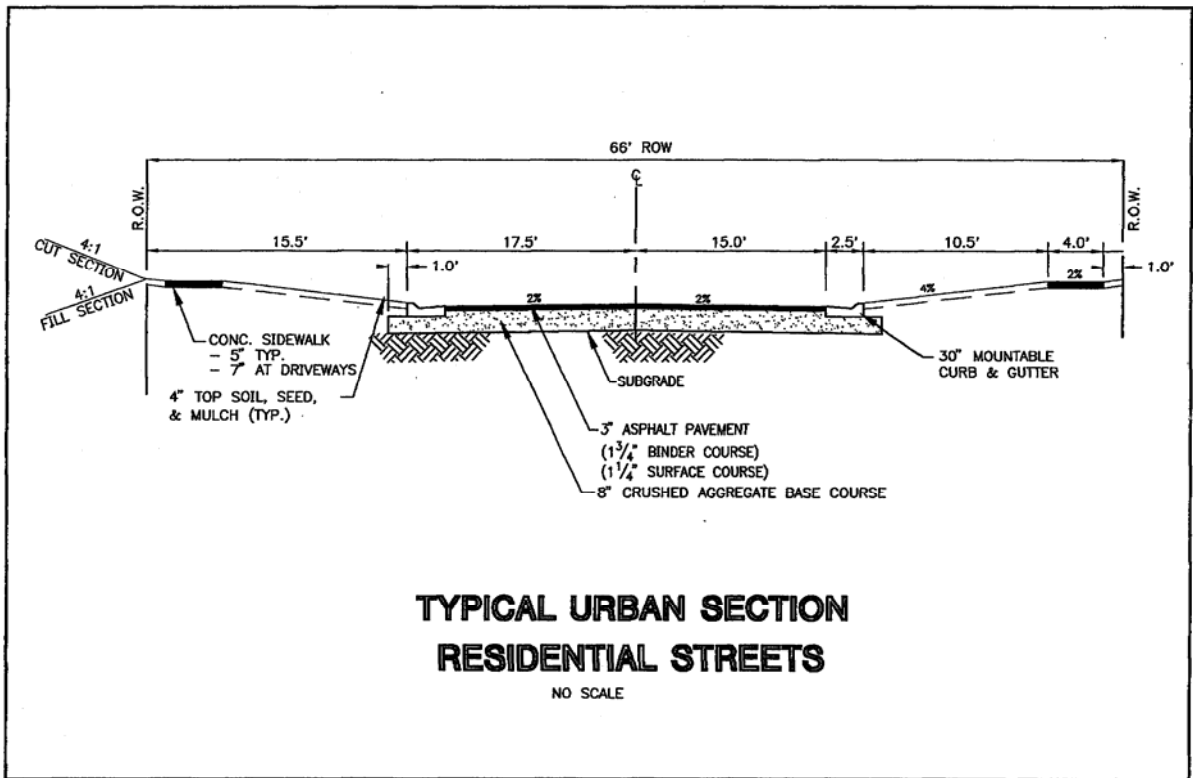 66' ROW
℄
R.O.W.
R.O.W.
15.5'
17.5'
15.0'
2.5'
10.5'
4.0'
1.0'
1.0'
4:1
CUT SECTION
4:1
FILL SECTION
2%
2%
4%
2%
CONC. SIDEWALK
- 5" TYP.
- 7" AT DRIVEWAYS
4" TOP SOIL, SEED,
& MULCH (TYP.)
SUBGRADE
30" MOUNTABLE
CURB & GUTTER
3" ASPHALT PAVEMENT
(1 3/4" BINDER COURSE)
(1 1/4" SURFACE COURSE)
8" CRUSHED AGGREGATE BASE COURSE
TYPICAL URBAN SECTION
RESIDENTIAL STREETS
NO SCALE